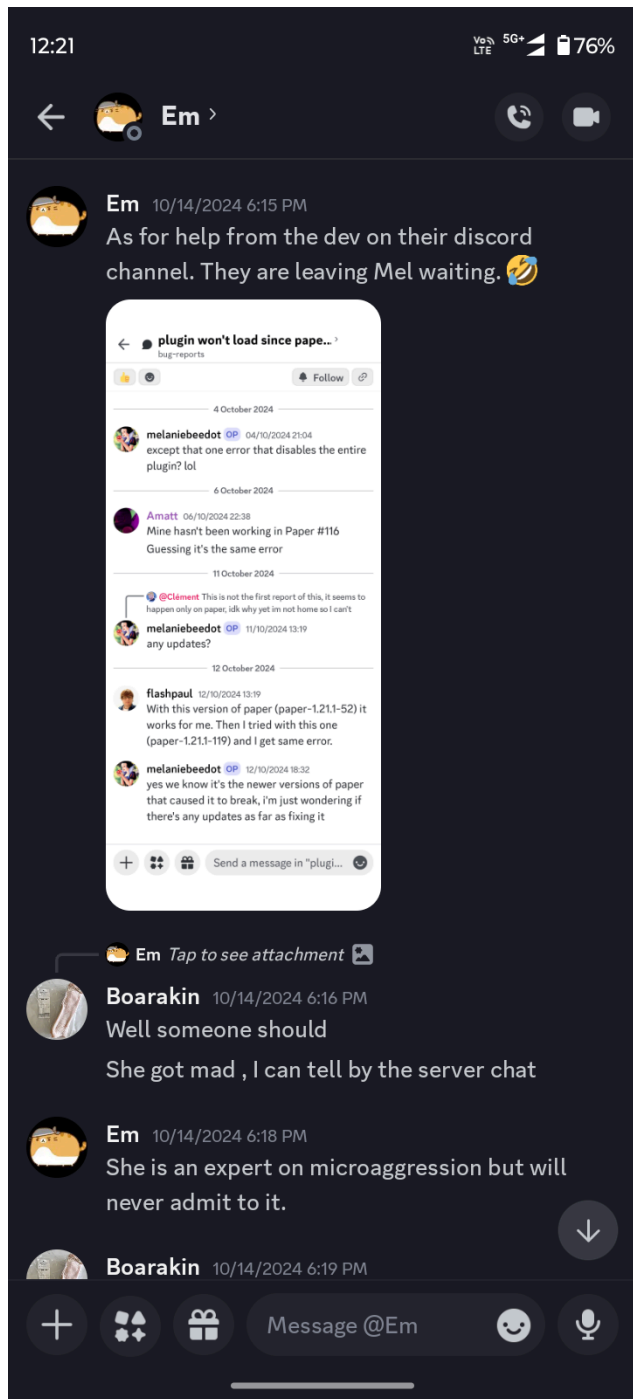 12:21
Vo LTE 5G+ 76%
Em
Em 10/14/2024 6:15 PM
As for help from the dev on their discord
channel. They are leaving Mel waiting. 🤣
plugin won't load since pape...
bug-reports
Follow
4 October 2024
melaniebeedot OP 04/10/2024 21:04
except that one error that disables the entire
plugin? lol
6 October 2024
Amatt 06/10/2024 22:38
Mine hasn't been working in Paper #116
Guessing it's the same error
11 October 2024
@Clément This is not the first report of this, it seems to
happen only on paper, idk why yet im not home so I can't
melaniebeedot OP 11/10/2024 13:19
any updates?
12 October 2024
flashpaul 12/10/2024 13:19
With this version of paper (paper-1.21.1-52) it
works for me. Then I tried with this one
(paper-1.21.1-119) and I get same error.
melaniebeedot OP 12/10/2024 18:32
yes we know it's the newer versions of paper
that caused it to break, i'm just wondering if
there's any updates as far as fixing it
Send a message in "plugi...
Em Tap to see attachment
Boarakin 10/14/2024 6:16 PM
Well someone should
She got mad , I can tell by the server chat
Em 10/14/2024 6:18 PM
She is an expert on microaggression but will
never admit to it.
Boarakin 10/14/2024 6:19 PM
Message @Em